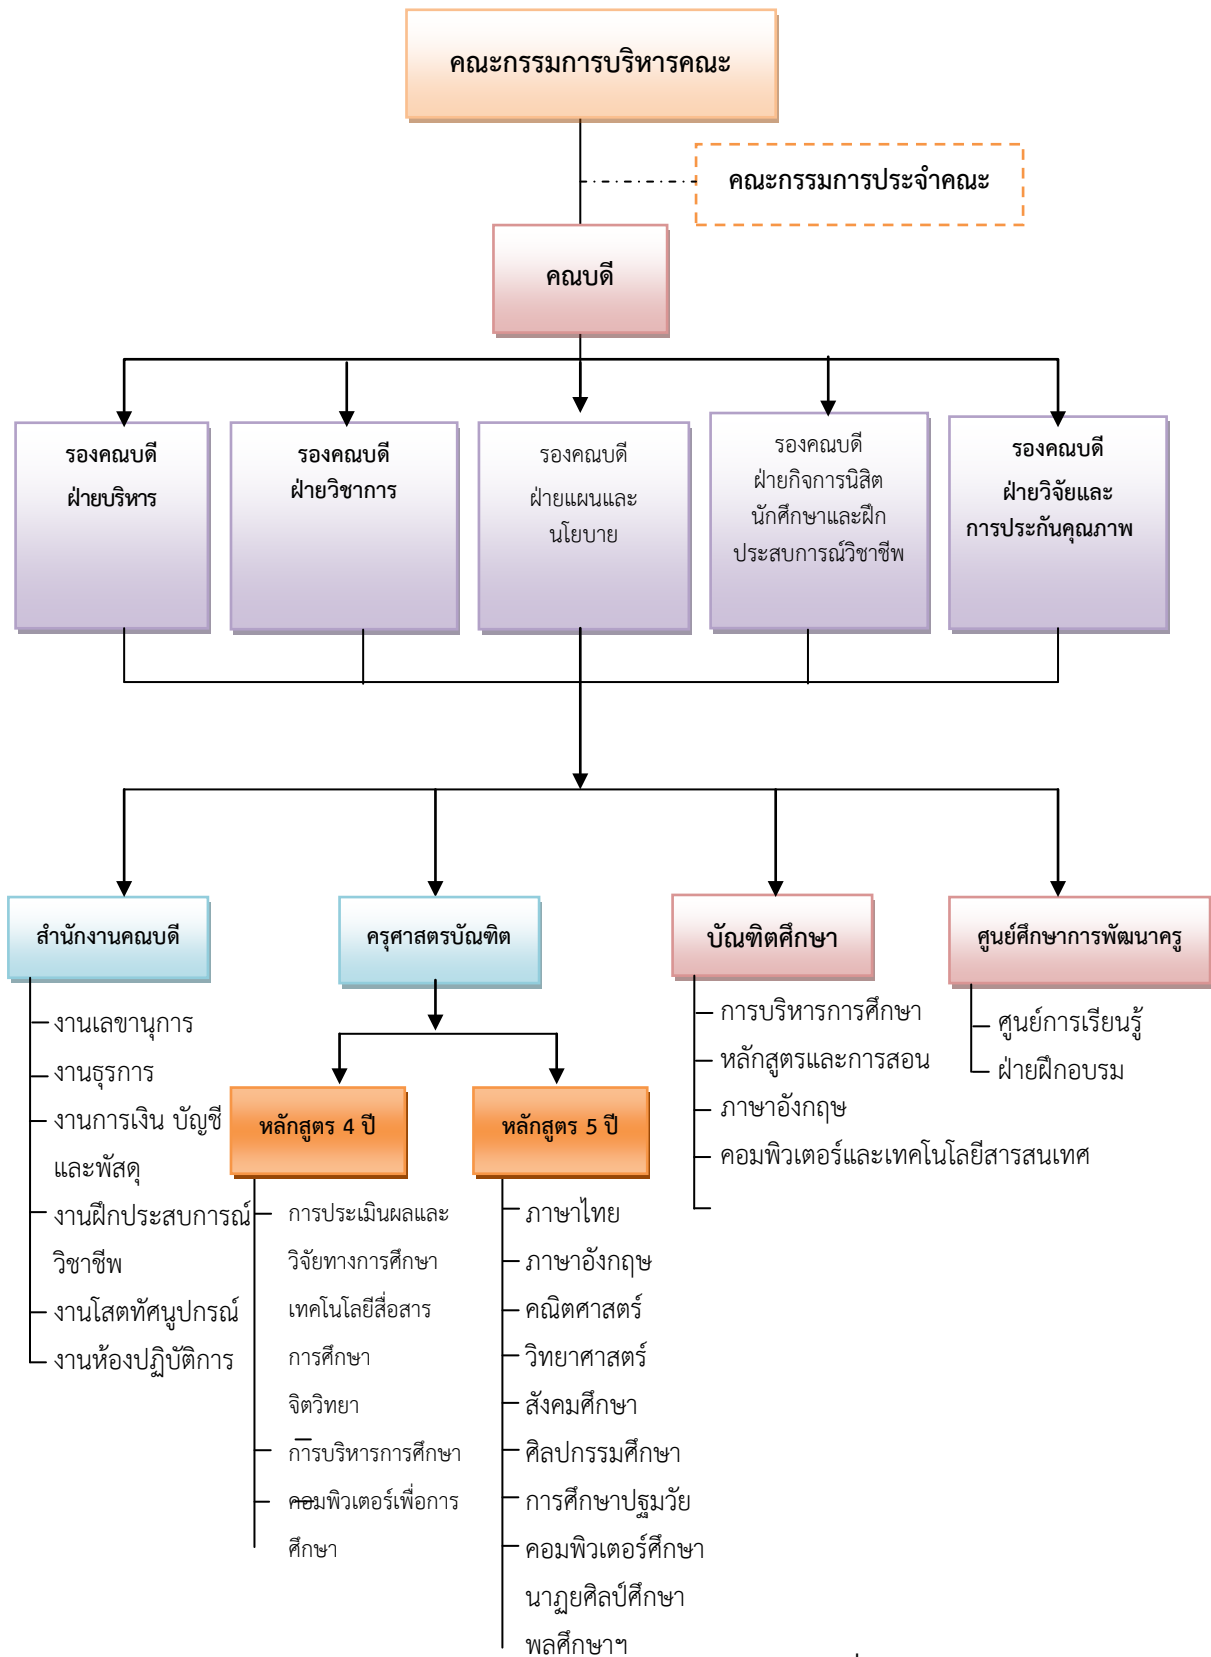 คณะกรรมการบริหารคณะ
คณะกรรมการประจำคณะ
คณบดี
รองคณบดี
ฝ่ายบริหาร
รองคณบดี
ฝ่ายวิชาการ
รองคณบดี
ฝ่ายแผนและ
นโยบาย
รองคณบดี
ฝ่ายกิจการนิสิต
นักศึกษาและฝึก
ประสบการณ์วิชาชีพ
รองคณบดี
ฝ่ายวิจัยและ
การประกันคุณภาพ
สำนักงานคณบดี
งานเลขานุการ
งานธุรการ
งานการเงิน บัญชี
และพัสดุ
งานฝึกประสบการณ์
วิชาชีพ
งานโสตทัศนูปกรณ์
งานห้องปฏิบัติการ
ครุศาสตรบัณฑิต
หลักสูตร 4 ปี
การประเมินผลและ
วิจัยทางการศึกษา
เทคโนโลยีสื่อสาร
การศึกษา
จิตวิทยา
การบริหารการศึกษา
คอมพิวเตอร์เพื่อการ
ศึกษา
หลักสูตร 5 ปี
ภาษาไทย
ภาษาอังกฤษ
คณิตศาสตร์
วิทยาศาสตร์
สังคมศึกษา
ศิลปกรรมศึกษา
การศึกษาปฐมวัย
คอมพิวเตอร์ศึกษา
นาฏยศิลป์ศึกษา
พลศึกษาฯ
บัณฑิตศึกษา
การบริหารการศึกษา
หลักสูตรและการสอน
ภาษาอังกฤษ
คอมพิวเตอร์และเทคโนโลยีสารสนเทศ
ศูนย์ศึกษาการพัฒนาครู
ศูนย์การเรียนรู้
ฝ่ายฝึกอบรม